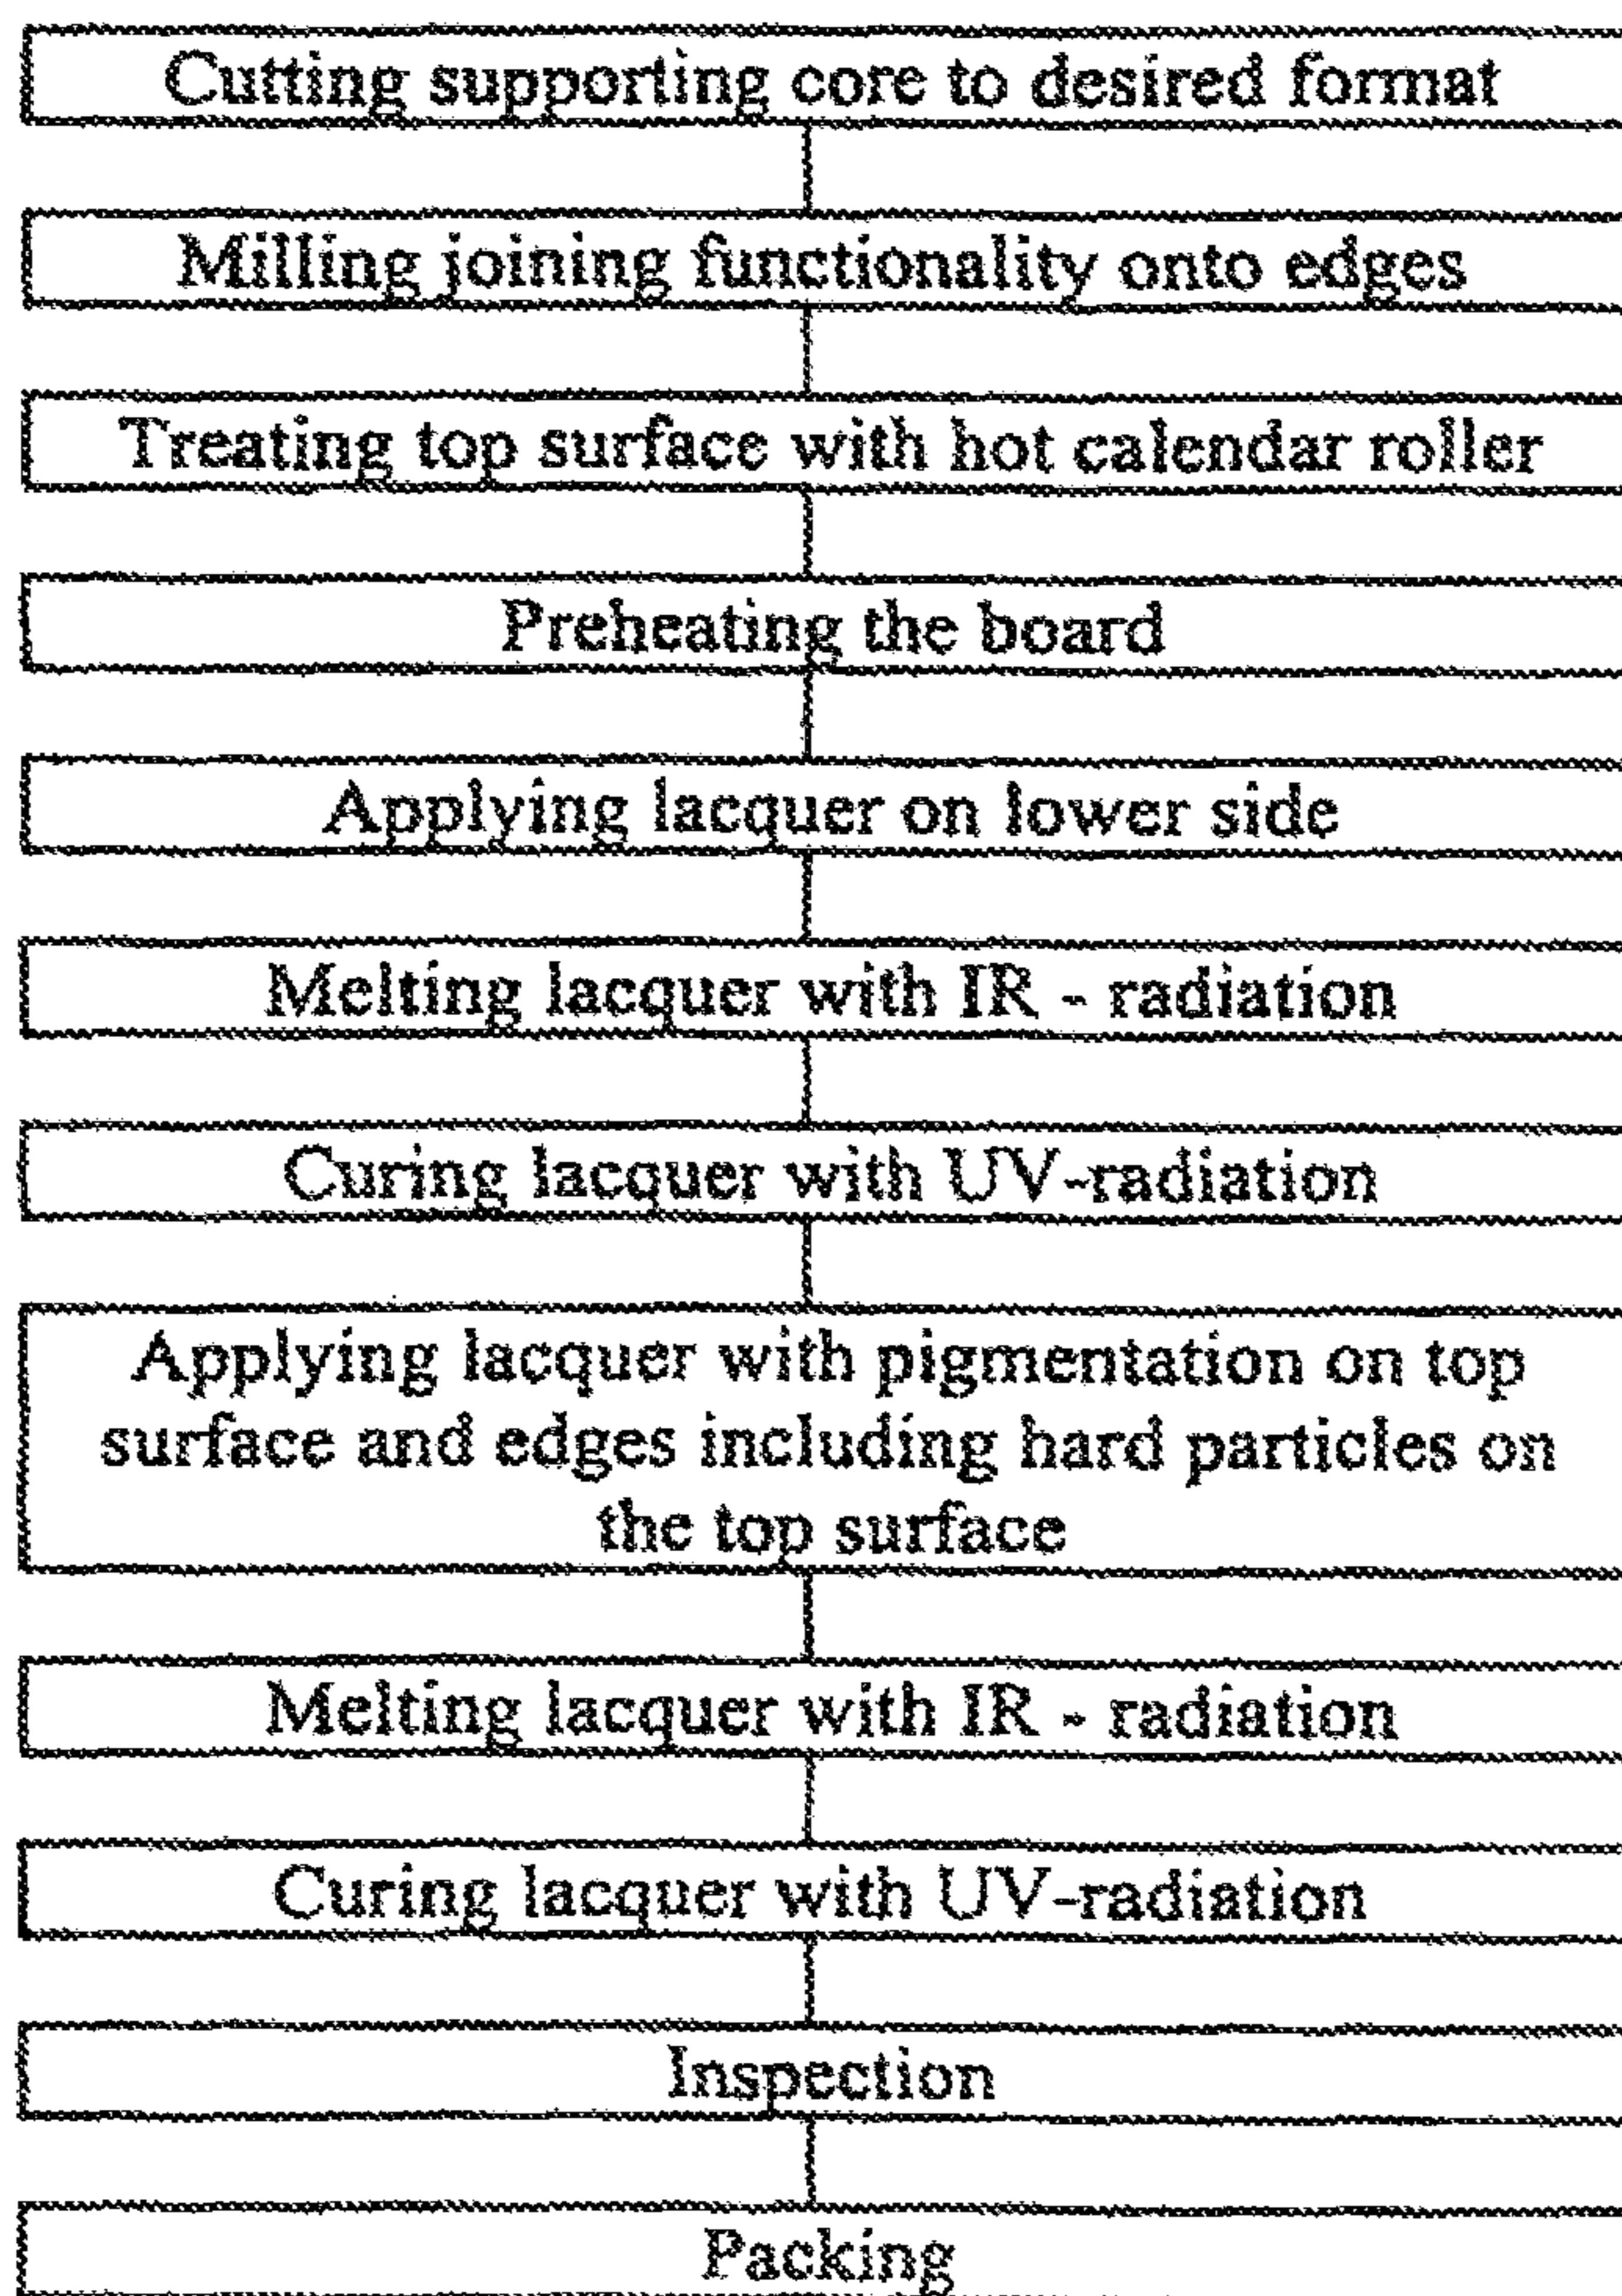 Cutting supporting core to desired format
Milling joining functionality onto edges
Treating top surface with hot calendar roller
Preheating the board
Applying lacquer on lower side
Melting lacquer with IR - radiation
Curing lacquer with UV-radiation
Applying lacquer with pigmentation on top
surface and edges including hard particles on
the top surface
Melting lacquer with IR - radiation
Curing lacquer with UV-radiation
Inspection
Packing